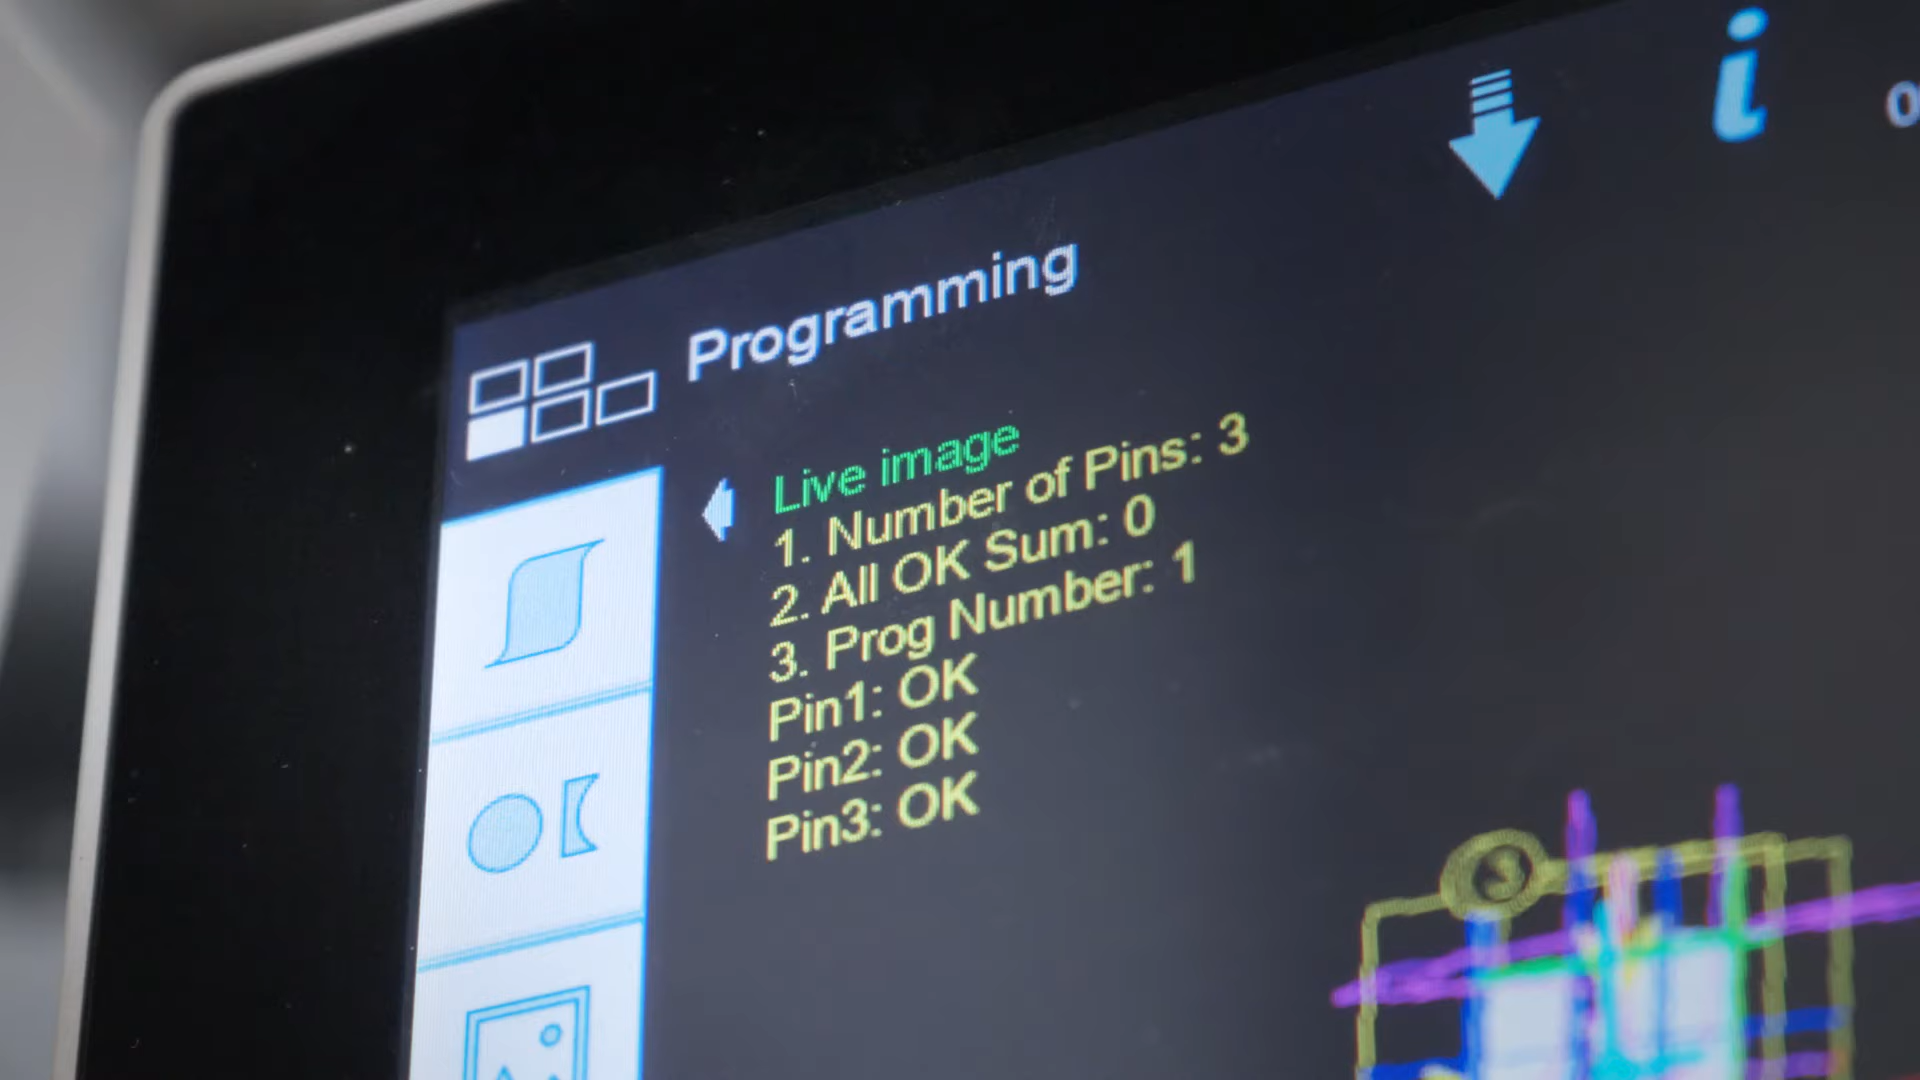 Programming
Live image
1. Number of Pins: 3
2. All OK Sum: 0
3. Prog Number: 1
Pin1: OK
Pin2: OK
Pin3: OK